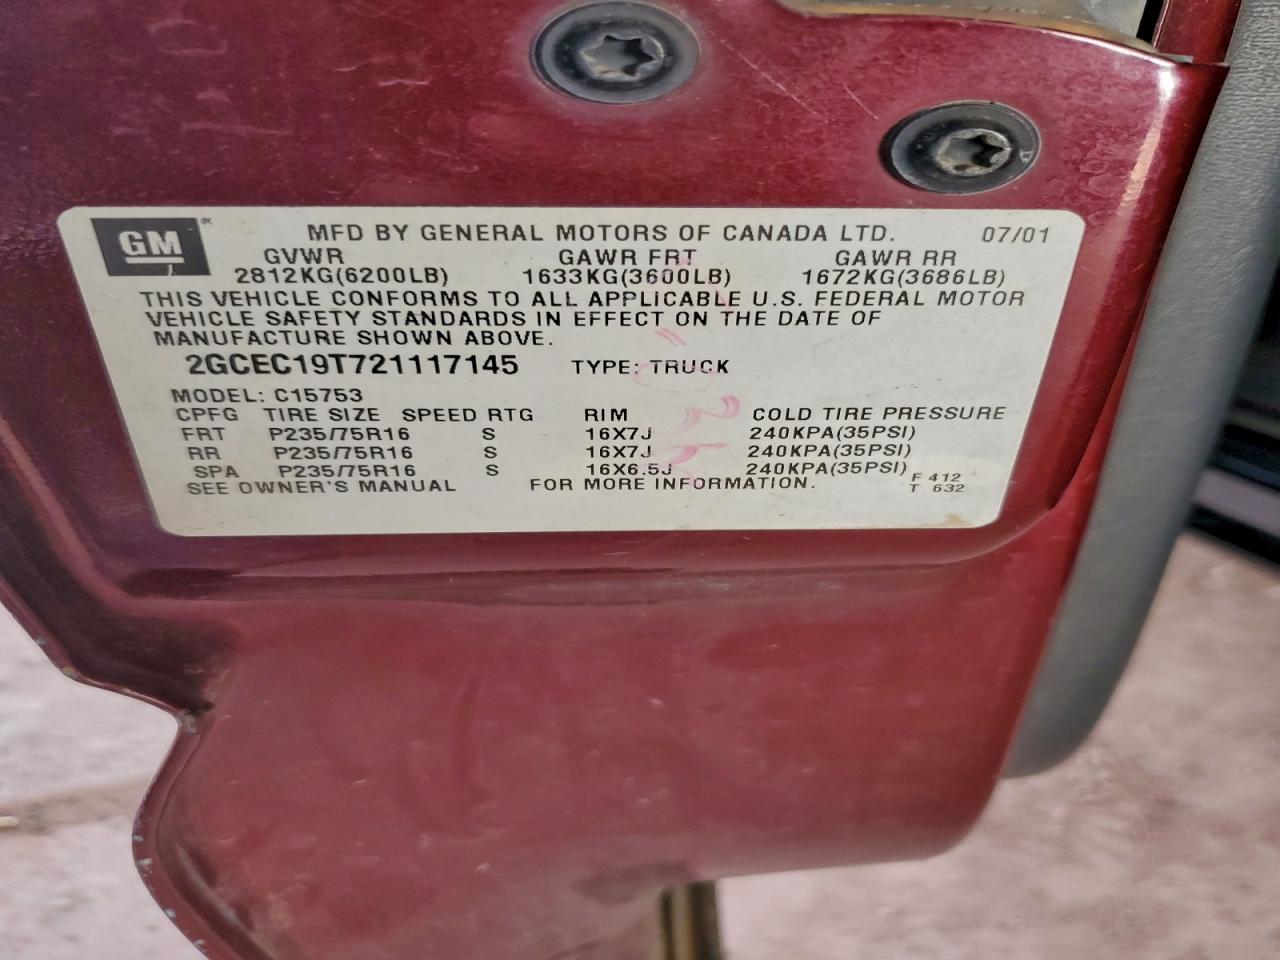 GM ® MFD BY GENERAL MOTORS OF CANADA LTD. 07/01
GVWR GAWR FRT GAWR RR
2812KG(6200LB) 1633KG(3600LB) 1672KG(3686LB)
THIS VEHICLE CONFORMS TO ALL APPLICABLE U.S. FEDERAL MOTOR
VEHICLE SAFETY STANDARDS IN EFFECT ON THE DATE OF
MANUFACTURE SHOWN ABOVE.
2GCEC19T721117145 TYPE: TRUCK
MODEL: C15753
CPFG TIRE SIZE SPEED RTG RIM COLD TIRE PRESSURE
FRT P235/75R16 S 16X7J 240KPA(35PSI)
RR P235/75R16 S 16X7J 240KPA(35PSI)
SPA P235/75R16 S 16X6.5J 240KPA(35PSI)
SEE OWNER'S MANUAL FOR MORE INFORMATION. F 412
T 632